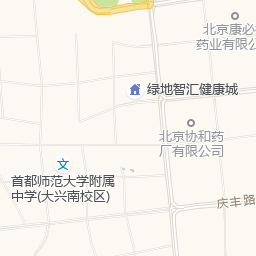 北京康必
药业有限公
绿地智汇健康城
北京协和药
厂有限公司
文
首都师范大学附属
中学(大兴南校区)
庆丰路